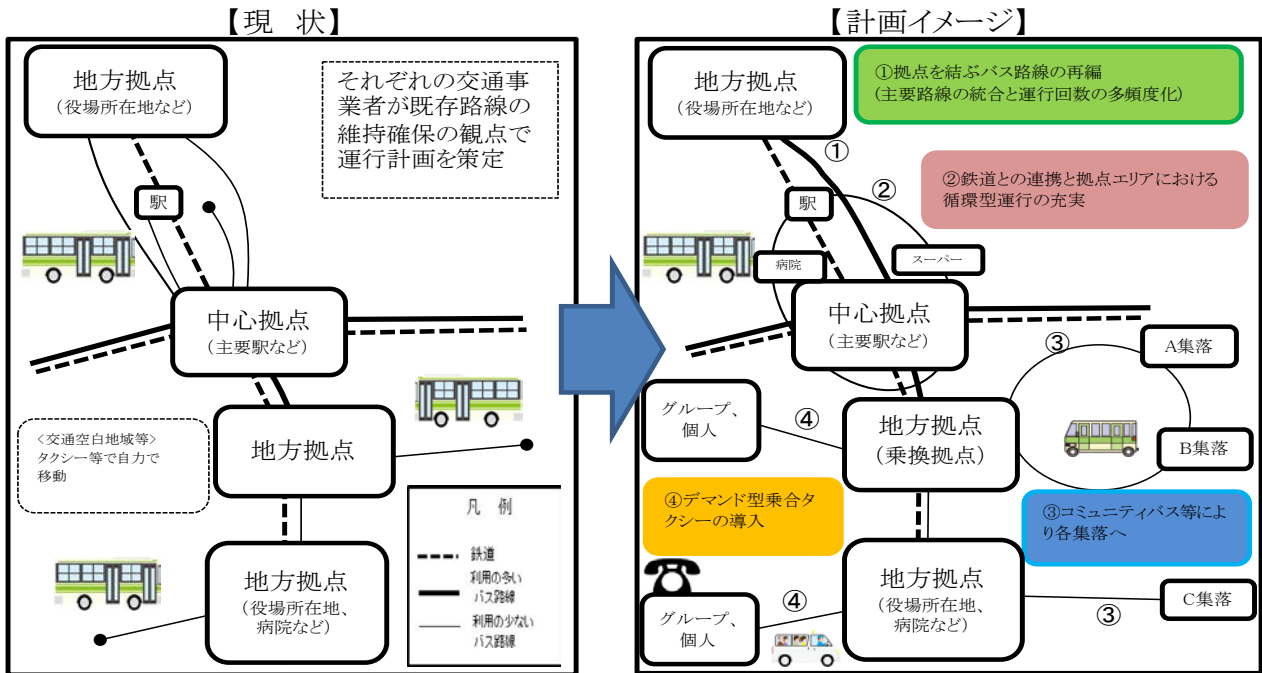 【現 状】
地方拠点
(役場所在地など)
それぞれの交通事
業者が既存路線の
維持確保の観点で
運行計画を策定
駅
中心拠点
(主要駅など)
<交通空白地域等>
タクシー等で自力で
移動
地方拠点
凡 例
鉄道
利用の多い
バス路線
利用の少ない
バス路線
地方拠点
(役場所在地、
病院など)
【計画イメージ】
地方拠点
(役場所在地など)
①拠点を結ぶバス路線の再編
(主要路線の統合と運行回数の多頻度化)
①
②鉄道との連携と拠点エリアにおける
循環型運行の充実
②
駅
病院
スーパー
中心拠点
(主要駅など)
③
A集落
グループ、
個人
④
地方拠点
(乗換拠点)
B集落
④デマンド型乗合タ
クシーの導入
③コミュニティバス等によ
り各集落へ
地方拠点
(役場所在地、
病院など)
④
グループ、
個人
③
C集落